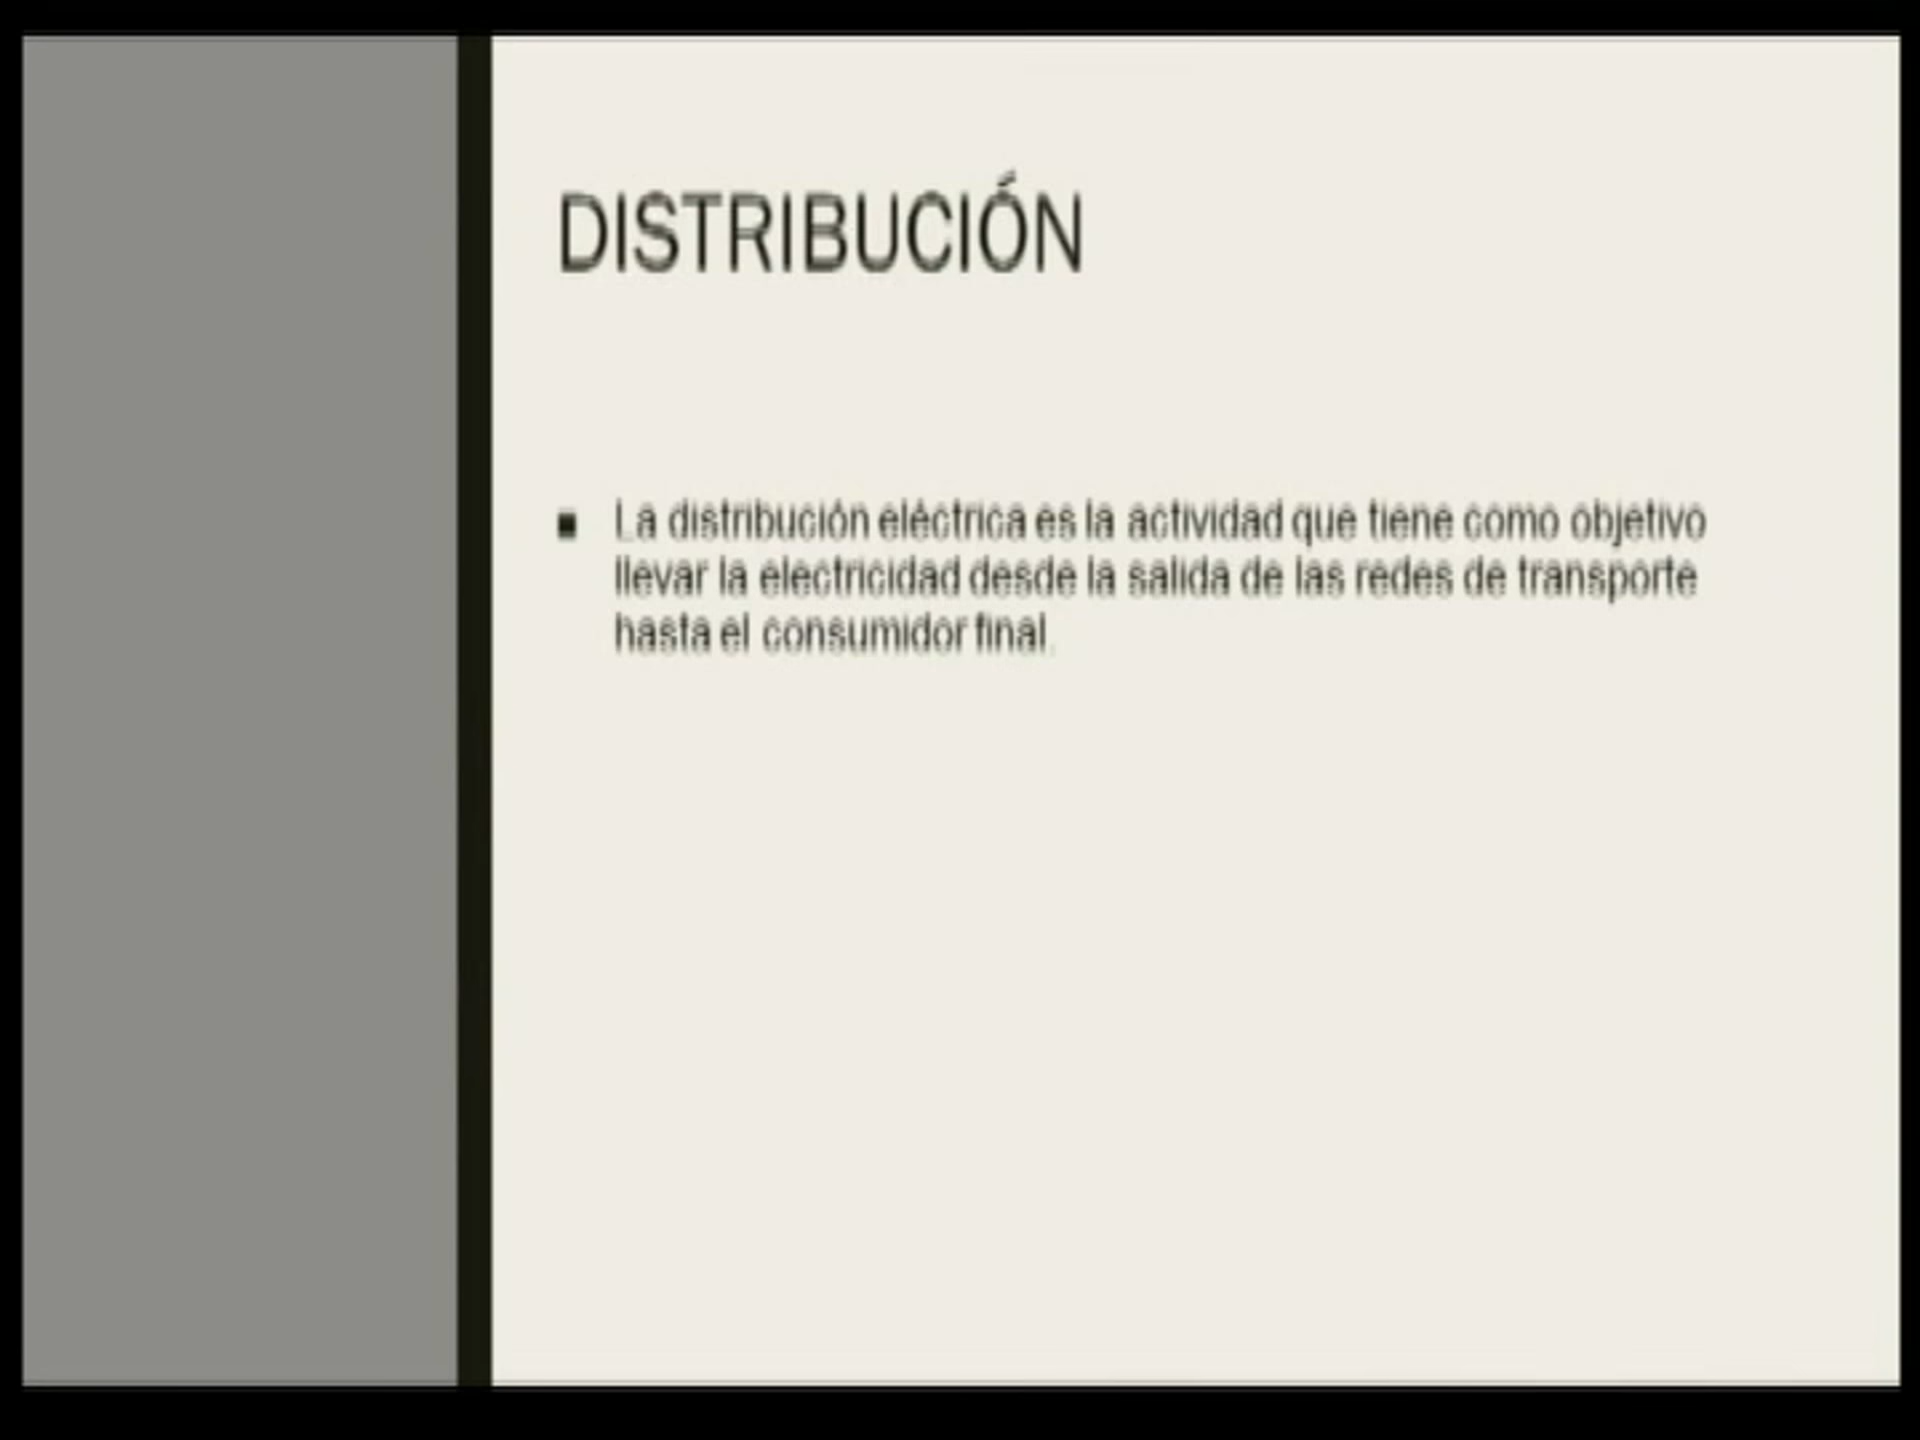 DISTRIBUCIÓN
▪ La distribución eléctrica es la actividad que tiene como objetivo
llevar la electricidad desde la salida de las redes de transporte
hasta el consumidor final.